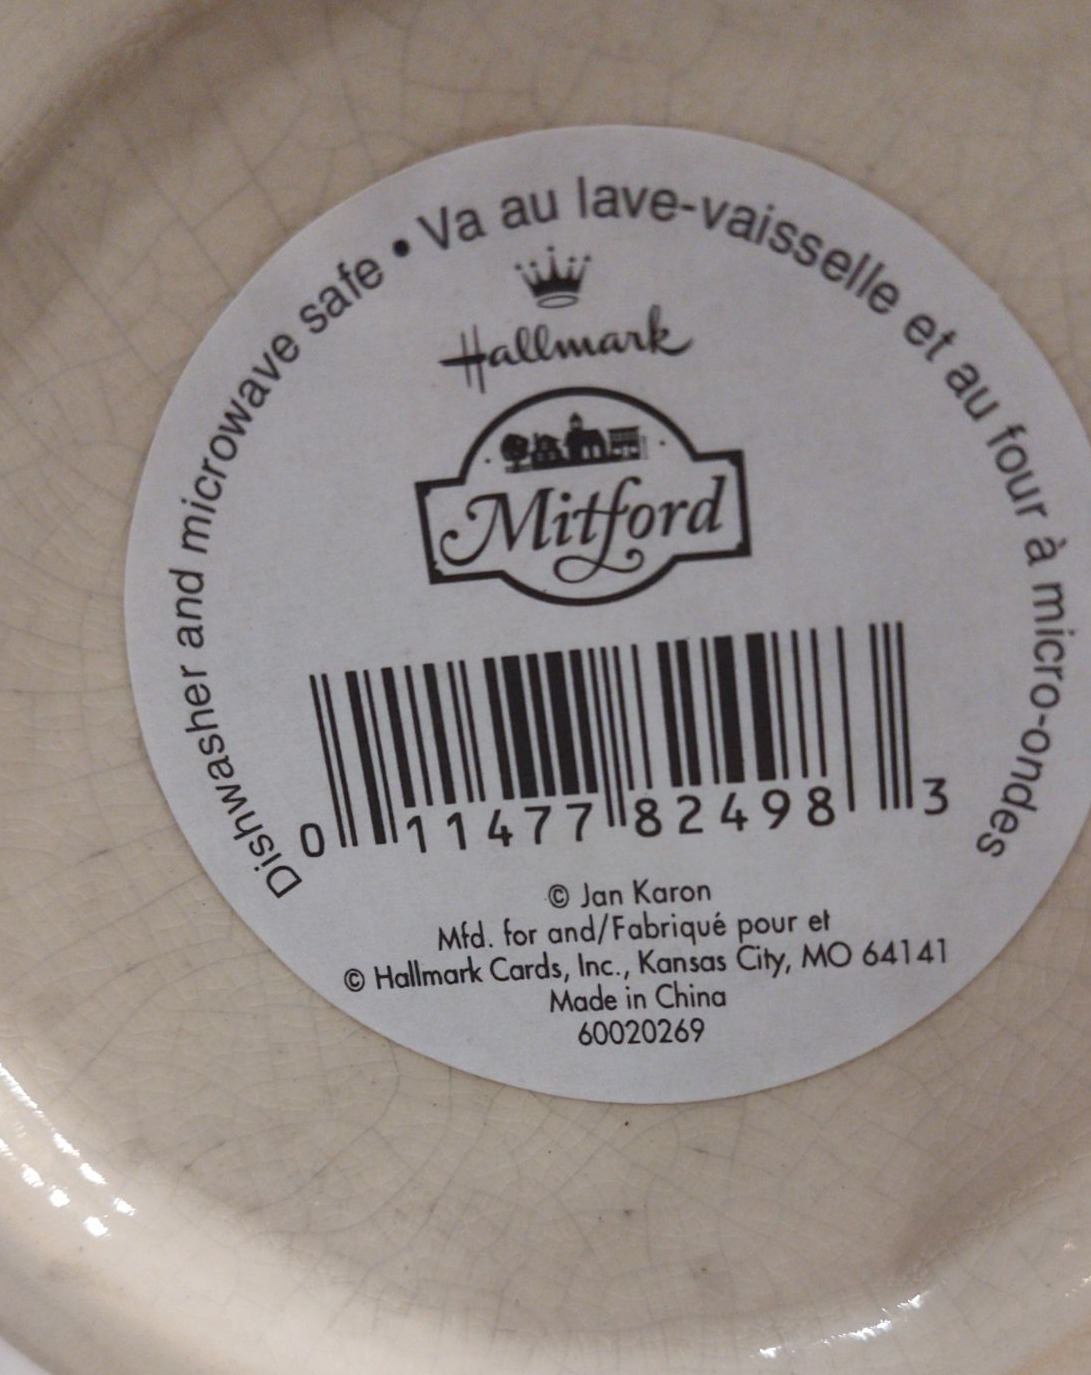 Dishwasher and microwave safe • Va au lave-vaisselle et au four à micro-ondes
Hallmark
Mitford
0 11477 82498 3
© Jan Karon
Mfd. for and/Fabriqué pour et
© Hallmark Cards, Inc., Kansas City, MO 64141
Made in China
60020269